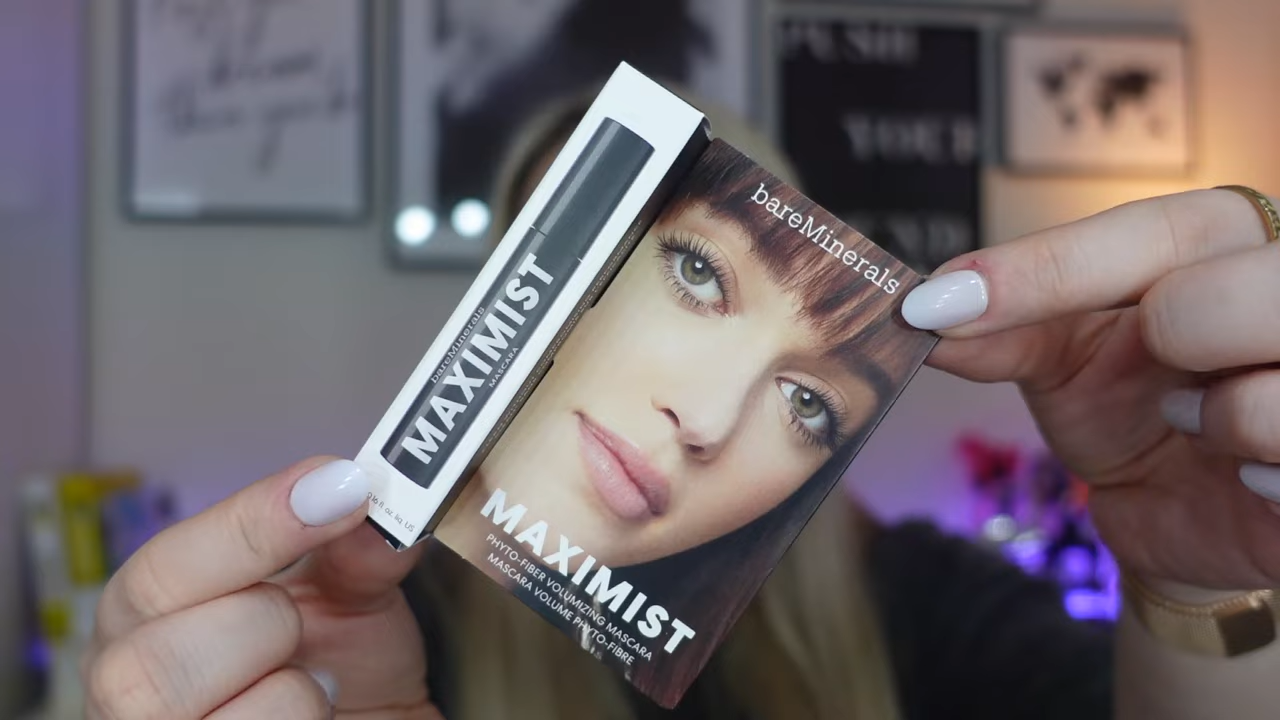 bareMinerals
MAXIMIST
MASCARA
bareMinerals
MAXIMIST
PHYTO-FIBER VOLUMIZING MASCARA
MASCARA VOLUME PHYTO-FIBRE
PUSH
YOUR